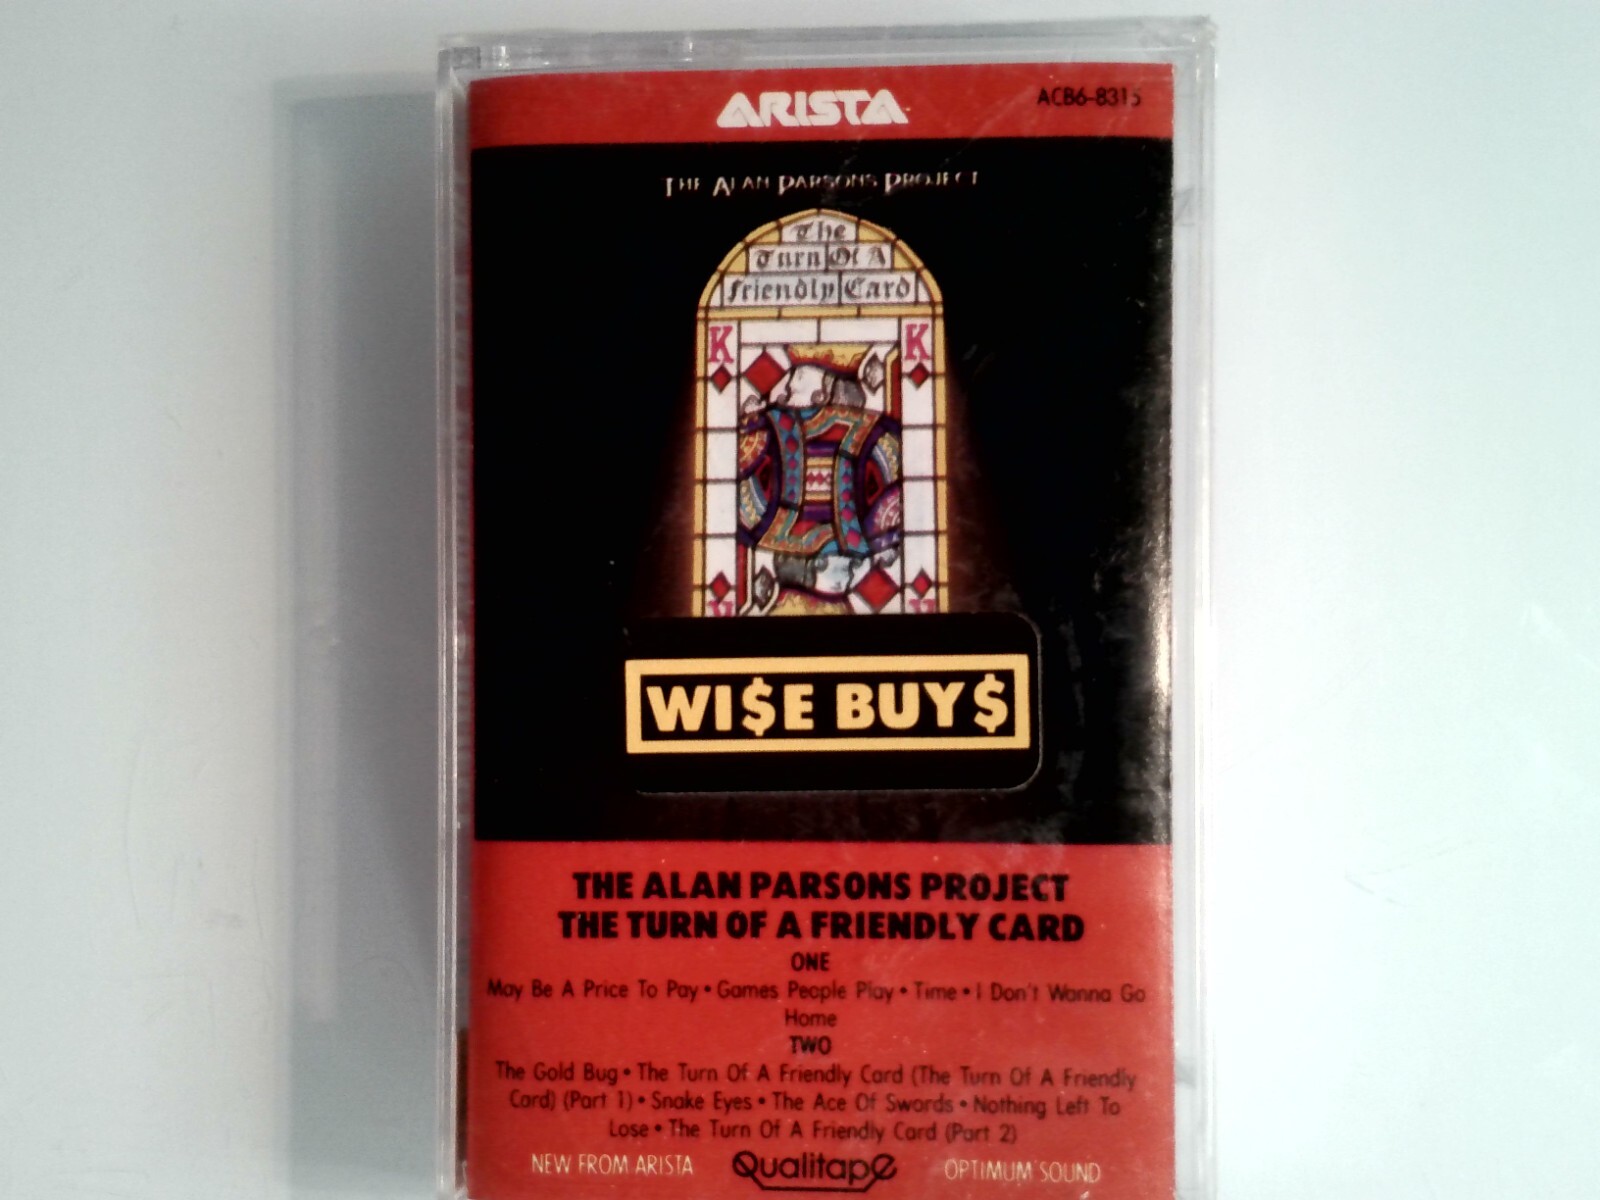 ARISTA
ACB6-8315
THE ALAN PARSONS PROJECT
The
Turn Of A
friendly Card
K K
WI$E BUY$
THE ALAN PARSONS PROJECT
THE TURN OF A FRIENDLY CARD
ONE
May Be A Price To Pay • Games People Play • Time • I Don't Wanna Go
Home
TWO
The Gold Bug • The Turn Of A Friendly Card (The Turn Of A Friendly
Card) (Part 1) • Snake Eyes • The Ace Of Swords • Nothing Left To
Lose • The Turn Of A Friendly Card (Part 2)
NEW FROM ARISTA Qualitape OPTIMUM SOUND